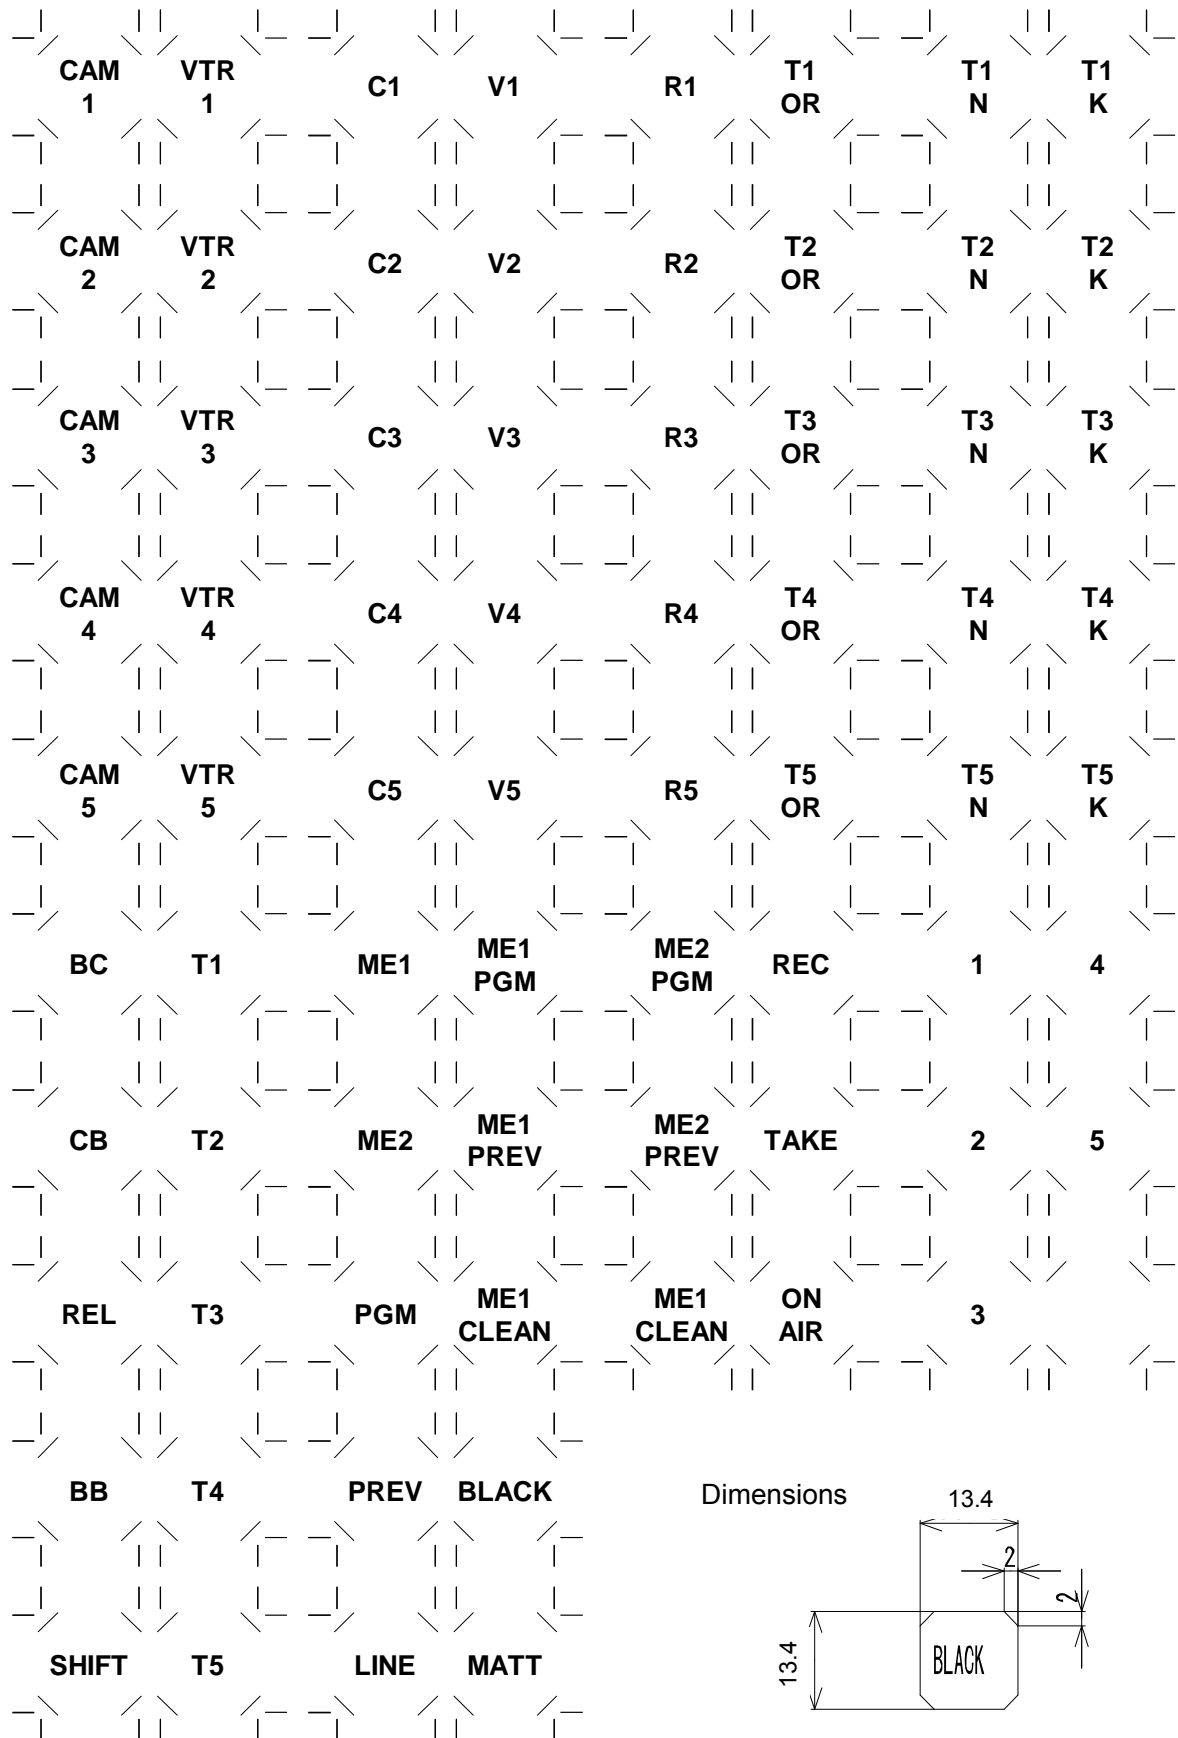 CAM VTR C1 V1 R1 T1 T1 T1
1 1 OR N K
CAM VTR C2 V2 R2 T2 T2 T2
2 2 OR N K
CAM VTR C3 V3 R3 T3 T3 T3
3 3 OR N K
CAM VTR C4 V4 R4 T4 T4 T4
4 4 OR N K
CAM VTR C5 V5 R5 T5 T5 T5
5 5 OR N K
BC T1 ME1 ME1 ME2 REC 1 4
PGM PGM
CB T2 ME2 ME1 ME2 TAKE 2 5
PREV PREV
REL T3 PGM ME1 ME1 ON 3
CLEAN CLEAN AIR
BB T4 PREV BLACK
SHIFT T5 LINE MATT
Dimensions
13.4
2
2
13.4
BLACK